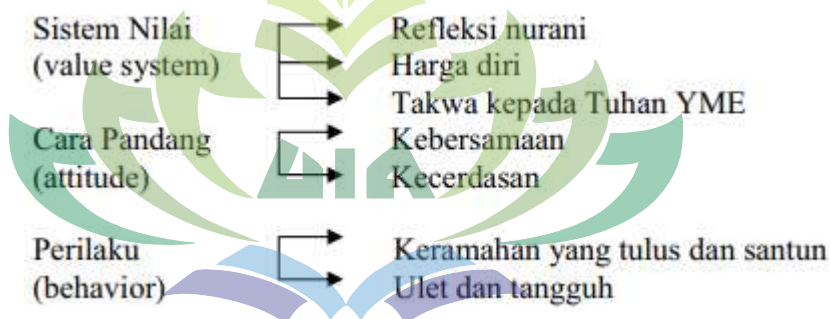 Sistem Nilai Refleksi nurani
(value system) Harga diri
Takwa kepada Tuhan YME
Cara Pandang Kebersamaan
(attitude) Kecerdasan
Perilaku Keramahan yang tulus dan santun
(behavior) Ulet dan tangguh